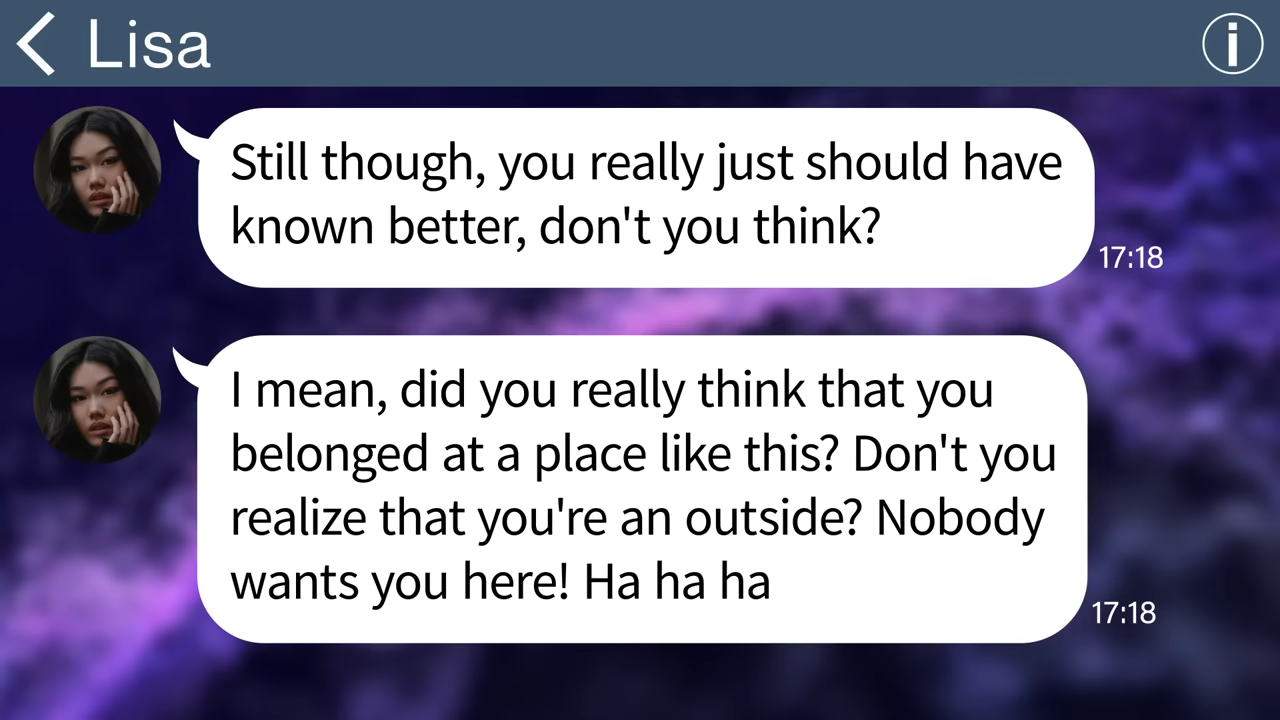 Lisa
i
Still though, you really just should have
known better, don't you think?
17:18
I mean, did you really think that you
belonged at a place like this? Don't you
realize that you're an outside? Nobody
wants you here! Ha ha ha
17:18